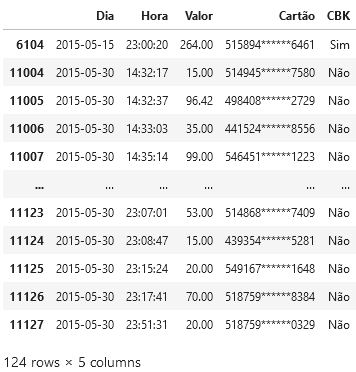 Dia Hora Valor Cartão CBK
6104 2015-05-15 23:00:20 264.00 515894******6461 Sim
11004 2015-05-30 14:32:17 15.00 514945******7580 Não
11005 2015-05-30 14:32:37 96.42 498408******2729 Não
11006 2015-05-30 14:33:03 35.00 441524******8556 Não
11007 2015-05-30 14:35:14 99.00 546451******1223 Não
... ... ... ... ... ...
11123 2015-05-30 23:07:01 53.00 514868******7409 Não
11124 2015-05-30 23:08:47 15.00 439354******5281 Não
11125 2015-05-30 23:15:24 20.00 549167******1648 Não
11126 2015-05-30 23:17:41 70.00 518759******8384 Não
11127 2015-05-30 23:51:31 20.00 518759******0329 Não
124 rows × 5 columns